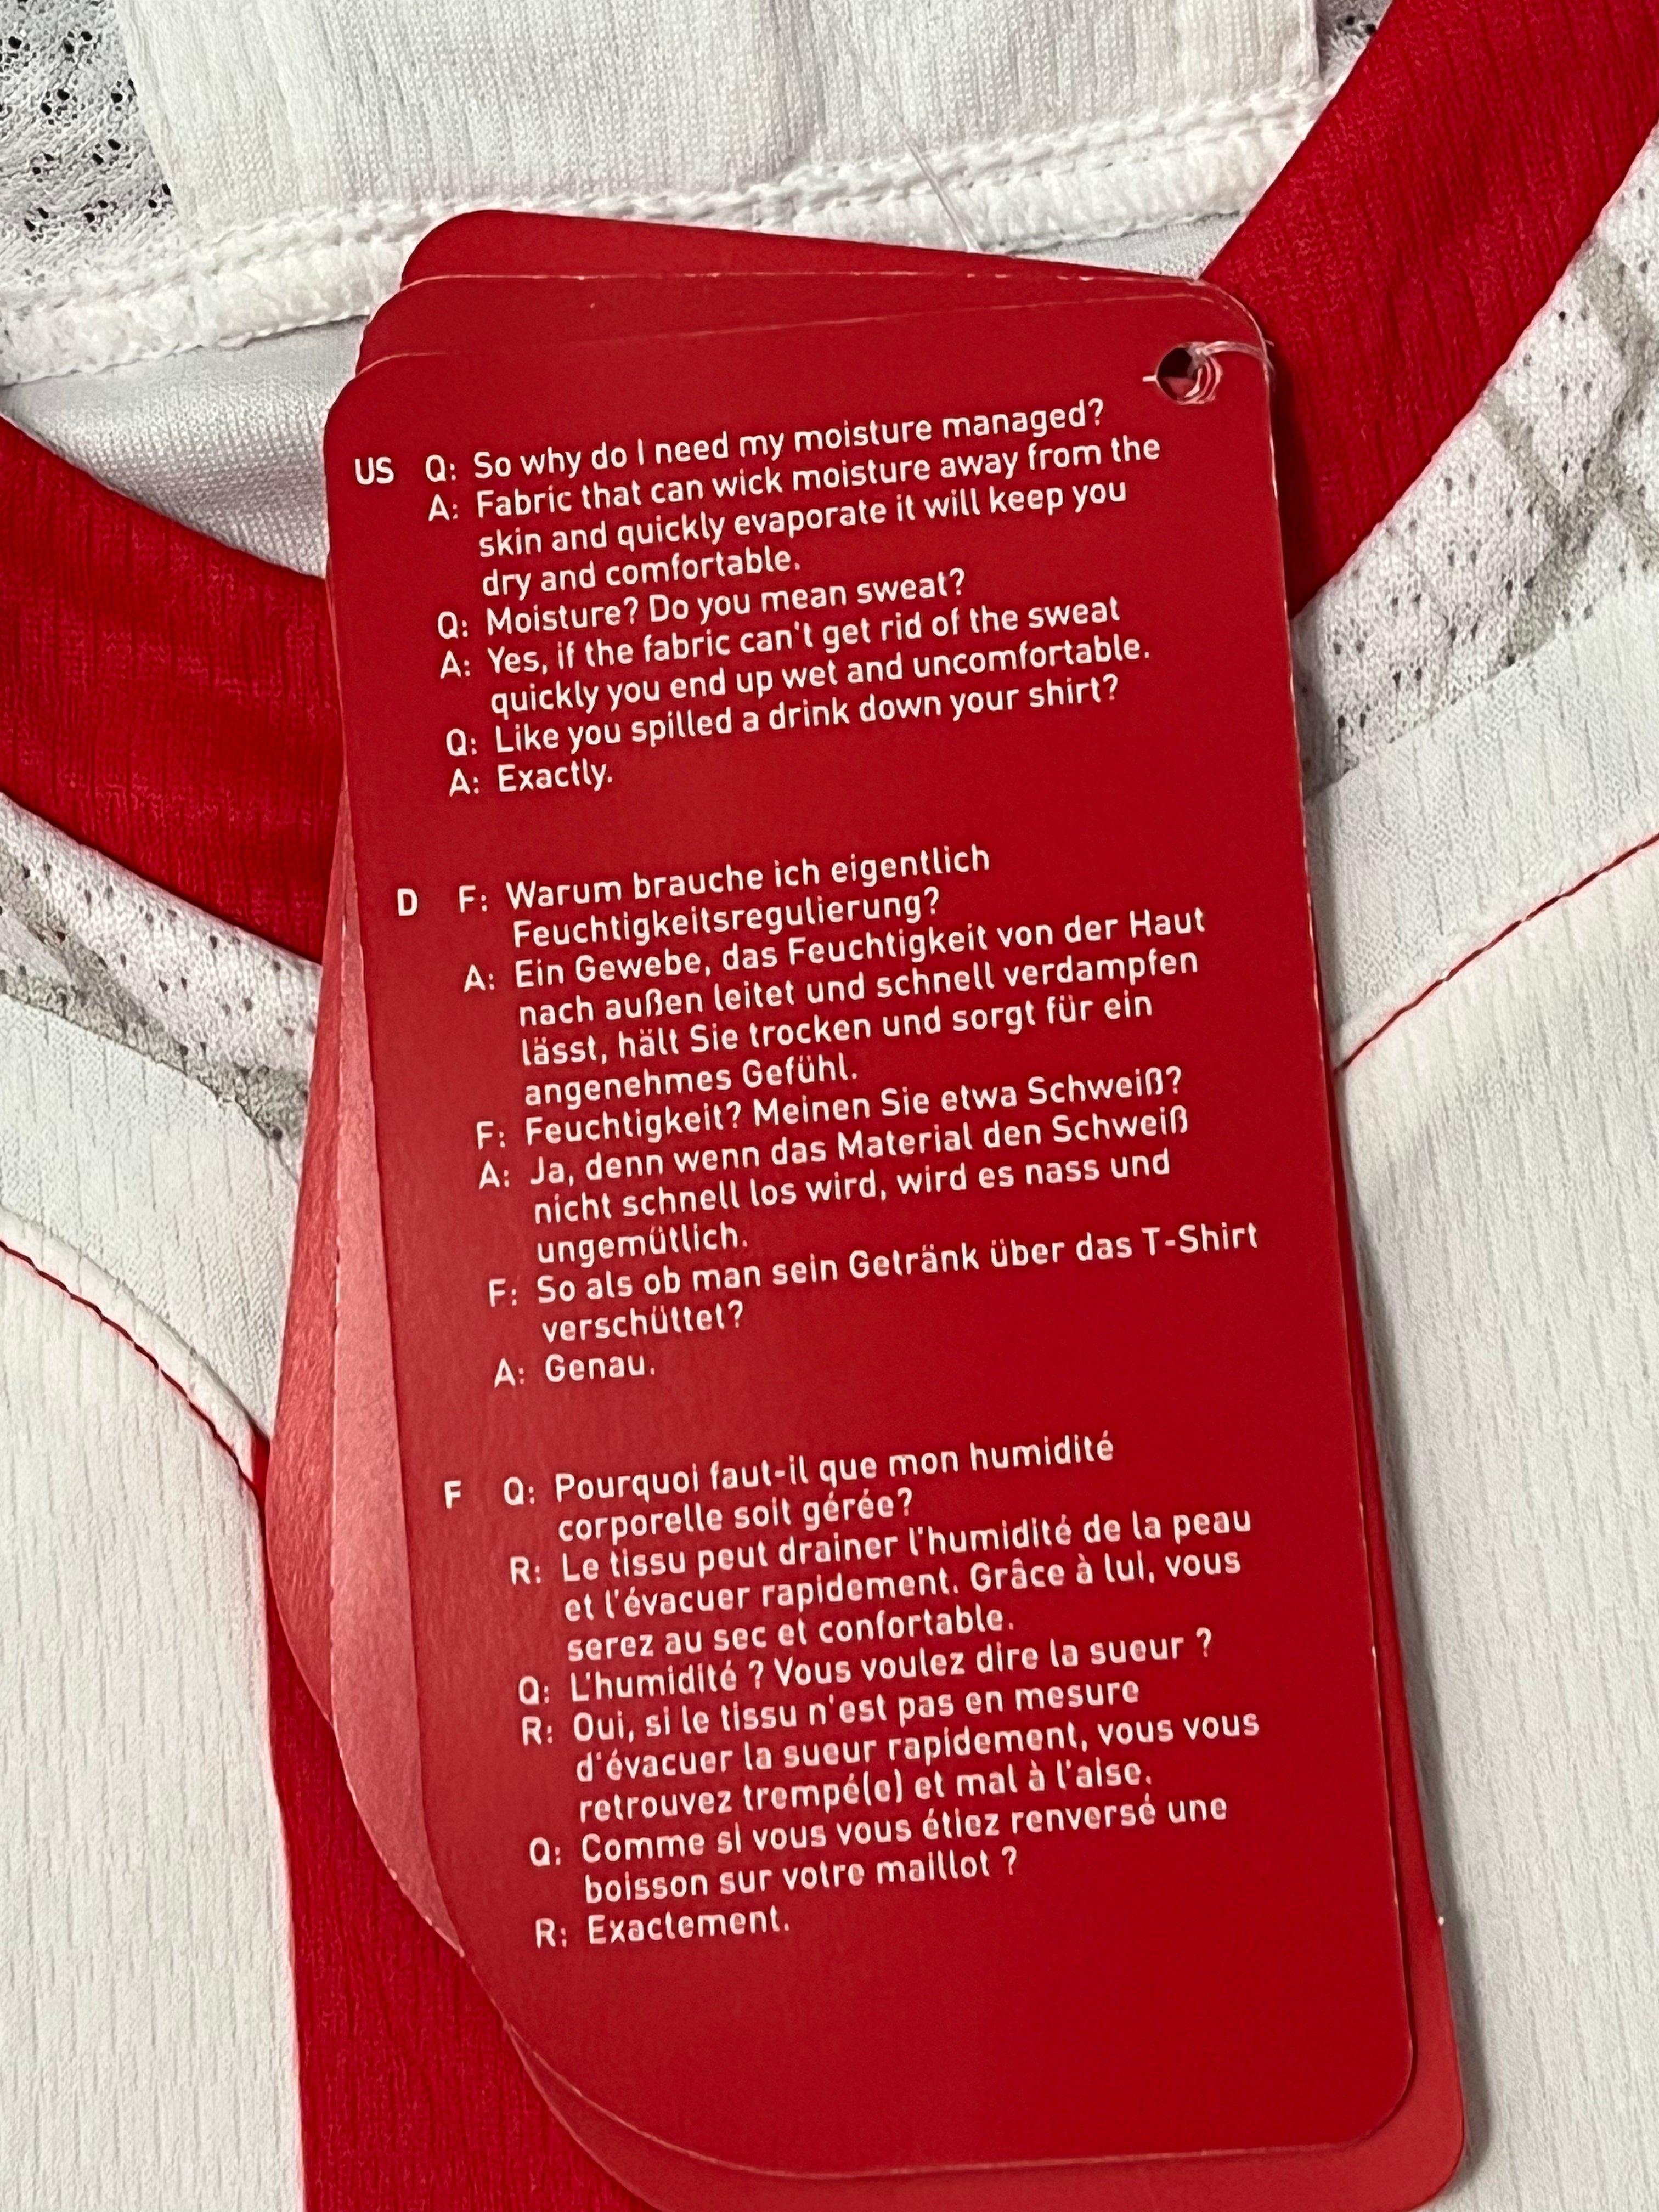 US Q: So why do I need my moisture managed?
A: Fabric that can wick moisture away from the
skin and quickly evaporate it will keep you
dry and comfortable.
Q: Moisture? Do you mean sweat?
A: Yes, if the fabric can't get rid of the sweat
quickly you end up wet and uncomfortable.
Q: Like you spilled a drink down your shirt?
A: Exactly.
D F: Warum brauche ich eigentlich
Feuchtigkeitsregulierung?
A: Ein Gewebe, das Feuchtigkeit von der Haut
nach außen leitet und schnell verdampfen
lässt, hält Sie trocken und sorgt für ein
angenehmes Gefühl.
F: Feuchtigkeit? Meinen Sie etwa Schweiß?
A: Ja, denn wenn das Material den Schweiß
nicht schnell los wird, wird es nass und
ungemütlich.
F: So als ob man sein Getränk über das T-Shirt
verschüttet?
A: Genau.
F Q: Pourquoi faut-il que mon humidité
corporelle soit gérée?
R: Le tissu peut drainer l'humidité de la peau
et l'évacuer rapidement. Grâce à lui, vous
serez au sec et confortable.
Q: L'humidité ? Vous voulez dire la sueur ?
R: Oui, si le tissu n'est pas en mesure
d'évacuer la sueur rapidement, vous vous
retrouvez trempé(e) et mal à l'aise.
Q: Comme si vous vous étiez renversé une
boisson sur votre maillot ?
R: Exactement.